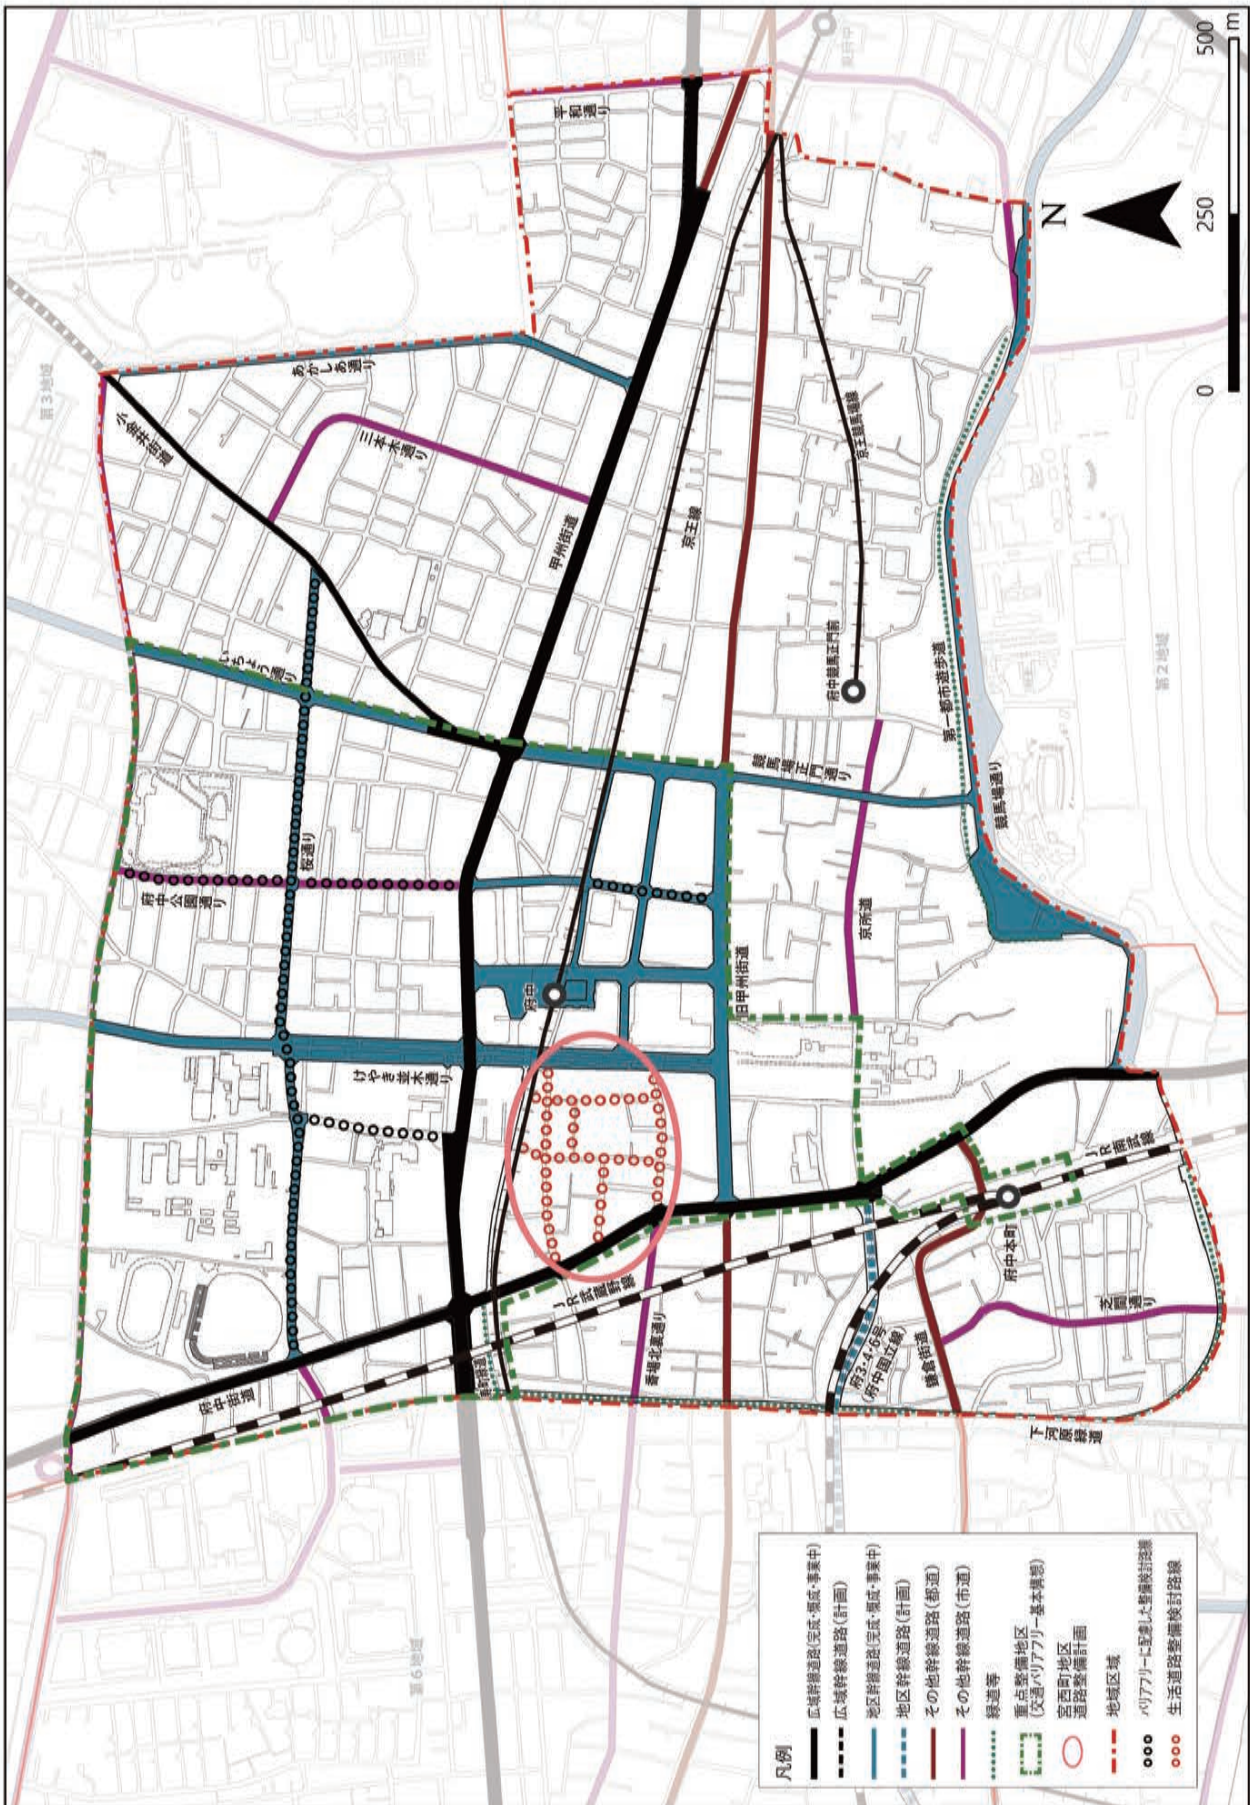 第3地域
東府中
平和通り
あかしあ通り
小金井街道
三本木通り
甲州街道
京王線
京王競馬場線
府中競馬正門前
いちょう通り
桜通り
府中公園通り
競馬場正門通り
第一都市遊歩道
競馬場通り
第2地域
京所道
旧甲州街道
府中
けやき並木通り
府中街道
JR武蔵野線
番場北裏通り
府3・4・6号
(府中国立線)
鎌倉街道
府中本町
JR南武線
芝間通り
下河原緑道
第6地域
N
0
250
500
m
凡例
広域幹線道路(完成・概成・事業中)
広域幹線道路(計画)
地区幹線道路(完成・概成・事業中)
地区幹線道路(計画)
その他幹線道路(都道)
その他幹線道路(市道)
緑道等
重点整備地区
(交通バリアフリー基本構想)
宮西町地区
道路整備計画
地域区域
バリアフリーに配慮した整備検討路線
生活道路整備検討路線